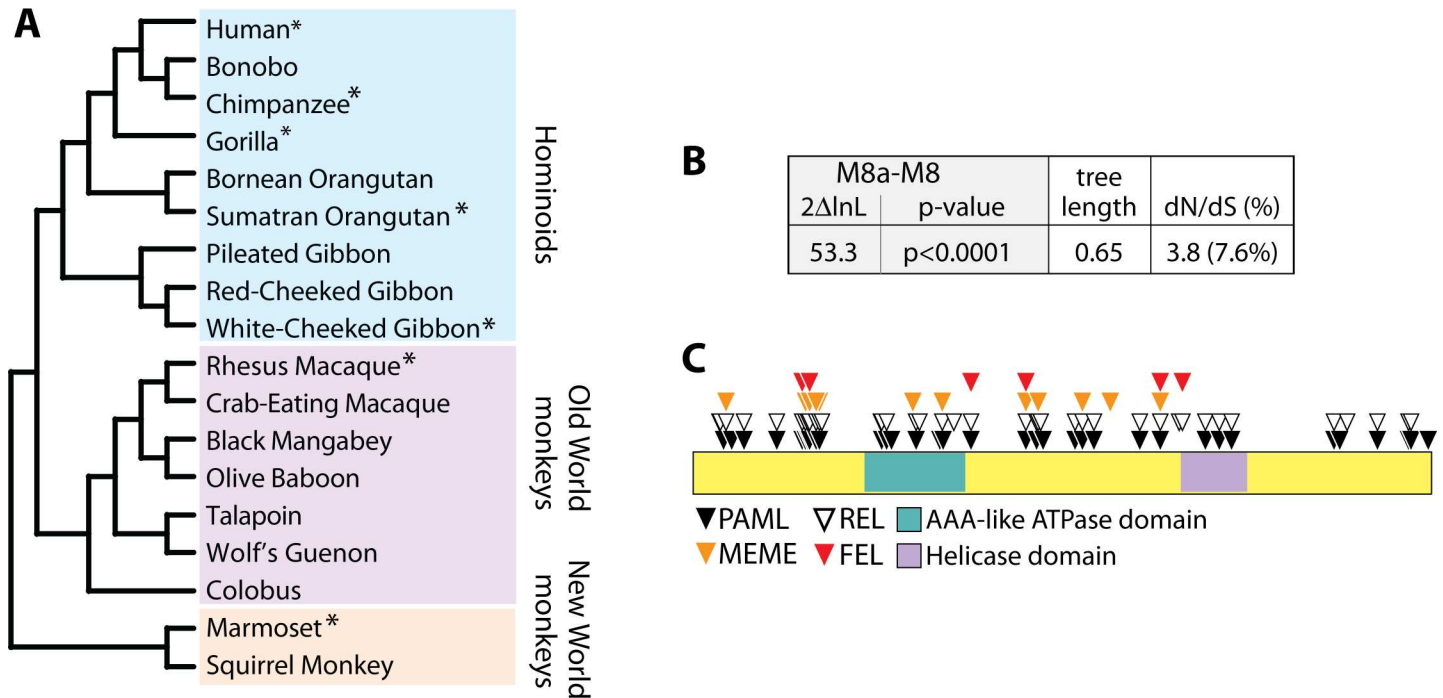 A
Human*
Bonobo
Chimpanzee*
Gorilla*
Bornean Orangutan
Sumatran Orangutan*
Pileated Gibbon
Red-Cheeked Gibbon
White-Cheeked Gibbon*
Hominoids
Rhesus Macaque*
Crab-Eating Macaque
Black Mangabey
Olive Baboon
Talapoin
Wolf's Guenon
Colobus
Old World
monkeys
Marmoset*
Squirrel Monkey
New World
monkeys
B
M8a-M8
2ΔlnL
p-value
tree
length
dN/dS (%)
53.3
p<0.0001
0.65
3.8 (7.6%)
C
PAML
REL
AAA-like ATPase domain
MEME
FEL
Helicase domain